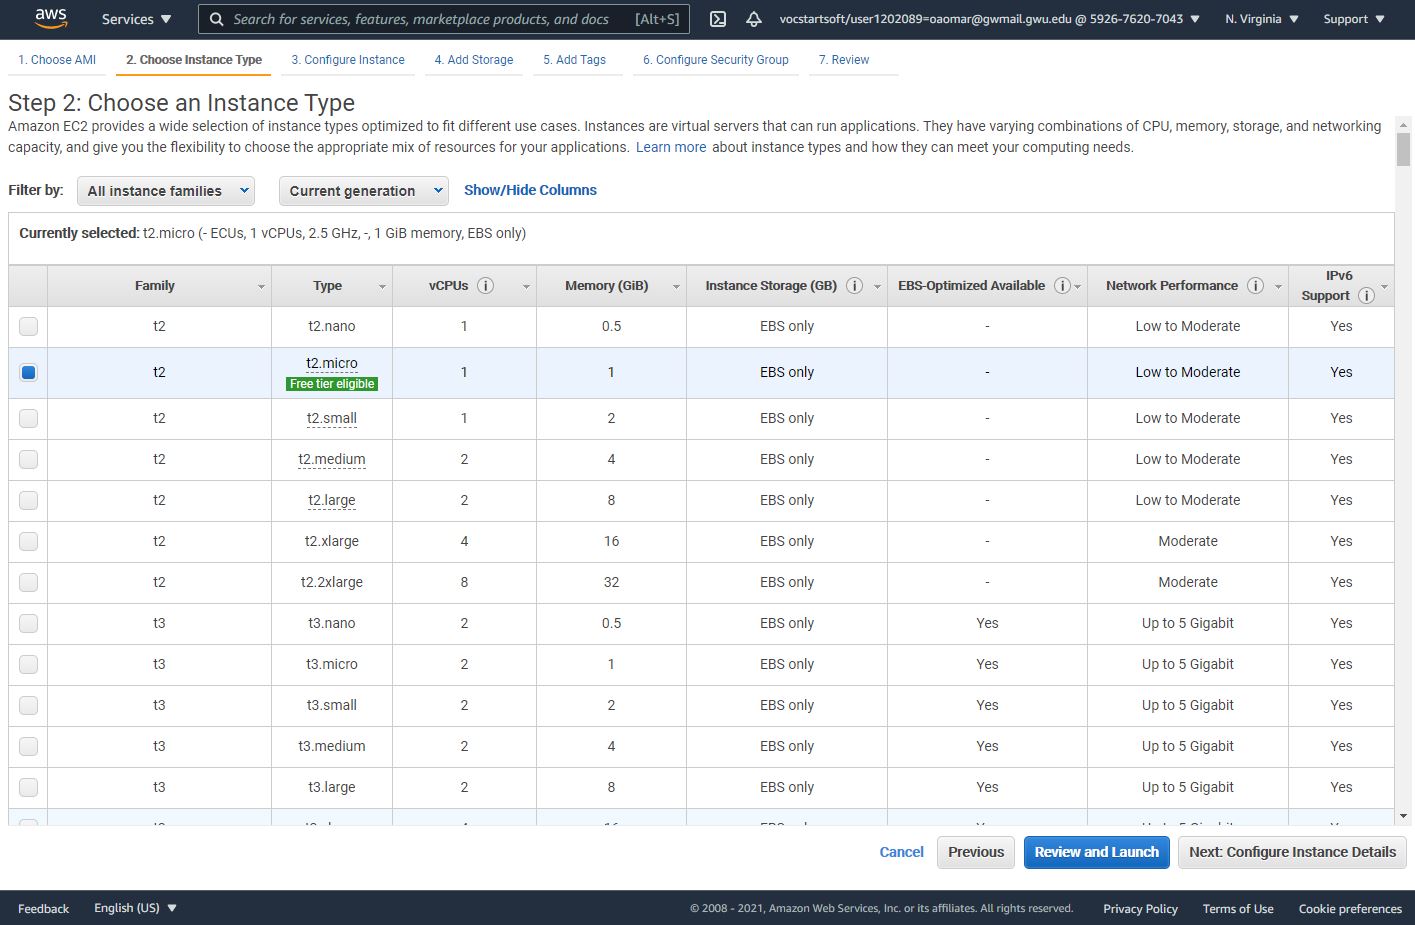 aws Services Search for services, features, marketplace products, and docs [Alt+S] vocstartsoft/user1202089=oaomar@gwmail.gwu.edu @ 5926-7620-7043 N. Virginia Support
1. Choose AMI 2. Choose Instance Type 3. Configure Instance 4. Add Storage 5. Add Tags 6. Configure Security Group 7. Review
Step 2: Choose an Instance Type
Amazon EC2 provides a wide selection of instance types optimized to fit different use cases. Instances are virtual servers that can run applications. They have varying combinations of CPU, memory, storage, and networking
capacity, and give you the flexibility to choose the appropriate mix of resources for your applications. Learn more about instance types and how they can meet your computing needs.
Filter by: All instance families Current generation Show/Hide Columns
Currently selected: t2.micro (- ECUs, 1 vCPUs, 2.5 GHz, -, 1 GiB memory, EBS only)
Family Type vCPUs Memory (GiB) Instance Storage (GB) EBS-Optimized Available Network Performance IPv6 Support
t2 t2.nano 1 0.5 EBS only - Low to Moderate Yes
t2 t2.micro Free tier eligible 1 1 EBS only - Low to Moderate Yes
t2 t2.small 1 2 EBS only - Low to Moderate Yes
t2 t2.medium 2 4 EBS only - Low to Moderate Yes
t2 t2.large 2 8 EBS only - Low to Moderate Yes
t2 t2.xlarge 4 16 EBS only - Moderate Yes
t2 t2.2xlarge 8 32 EBS only - Moderate Yes
t3 t3.nano 2 0.5 EBS only Yes Up to 5 Gigabit Yes
t3 t3.micro 2 1 EBS only Yes Up to 5 Gigabit Yes
t3 t3.small 2 2 EBS only Yes Up to 5 Gigabit Yes
t3 t3.medium 2 4 EBS only Yes Up to 5 Gigabit Yes
t3 t3.large 2 8 EBS only Yes Up to 5 Gigabit Yes
Cancel Previous Review and Launch Next: Configure Instance Details
Feedback English (US) © 2008 - 2021, Amazon Web Services, Inc. or its affiliates. All rights reserved. Privacy Policy Terms of Use Cookie preferences